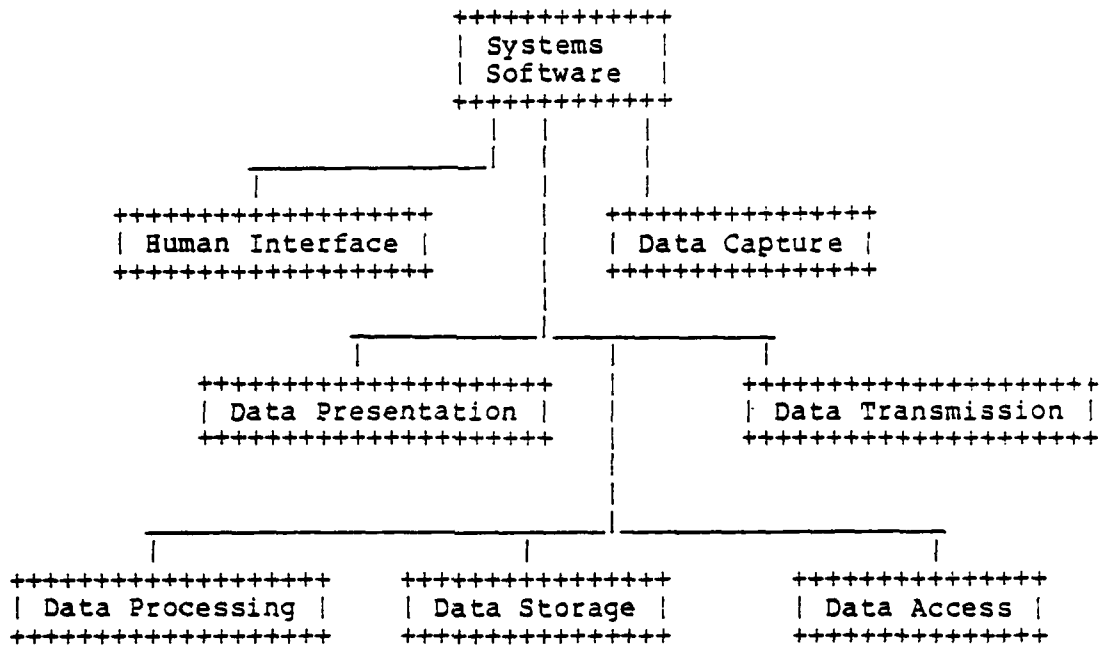 Systems
Software
Human Interface
Data Capture
Data Presentation
Data Transmission
Data Processing
Data Storage
Data Access